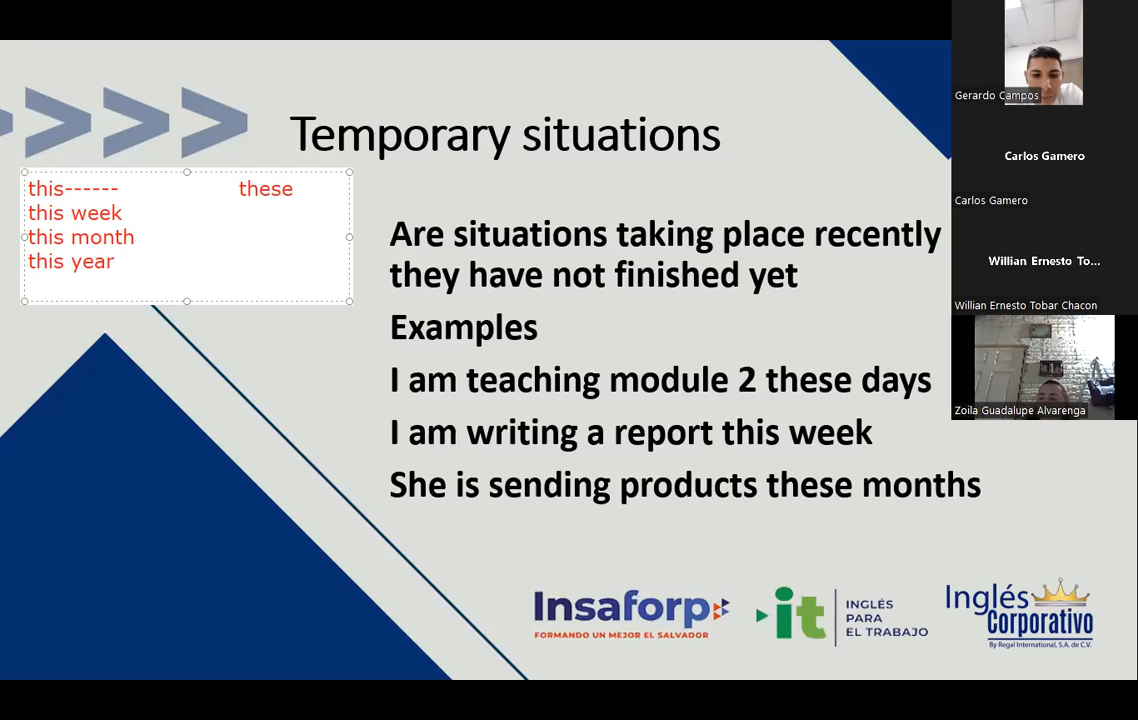 Temporary situations
this------ these
this week
this month
this year
Are situations taking place recently
they have not finished yet
Examples
I am teaching module 2 these days
I am writing a report this week
She is sending products these months
Insaforp
FORMANDO UN MEJOR EL SALVADOR
it
INGLÉS
PARA
EL TRABAJO
Inglés
Corporativo
By Regal International, S.A. de C.V.
Gerardo Campos
Carlos Gamero
Carlos Gamero
Willian Ernesto To...
Willian Ernesto Tobar Chacon
Zoila Guadalupe Alvarenga